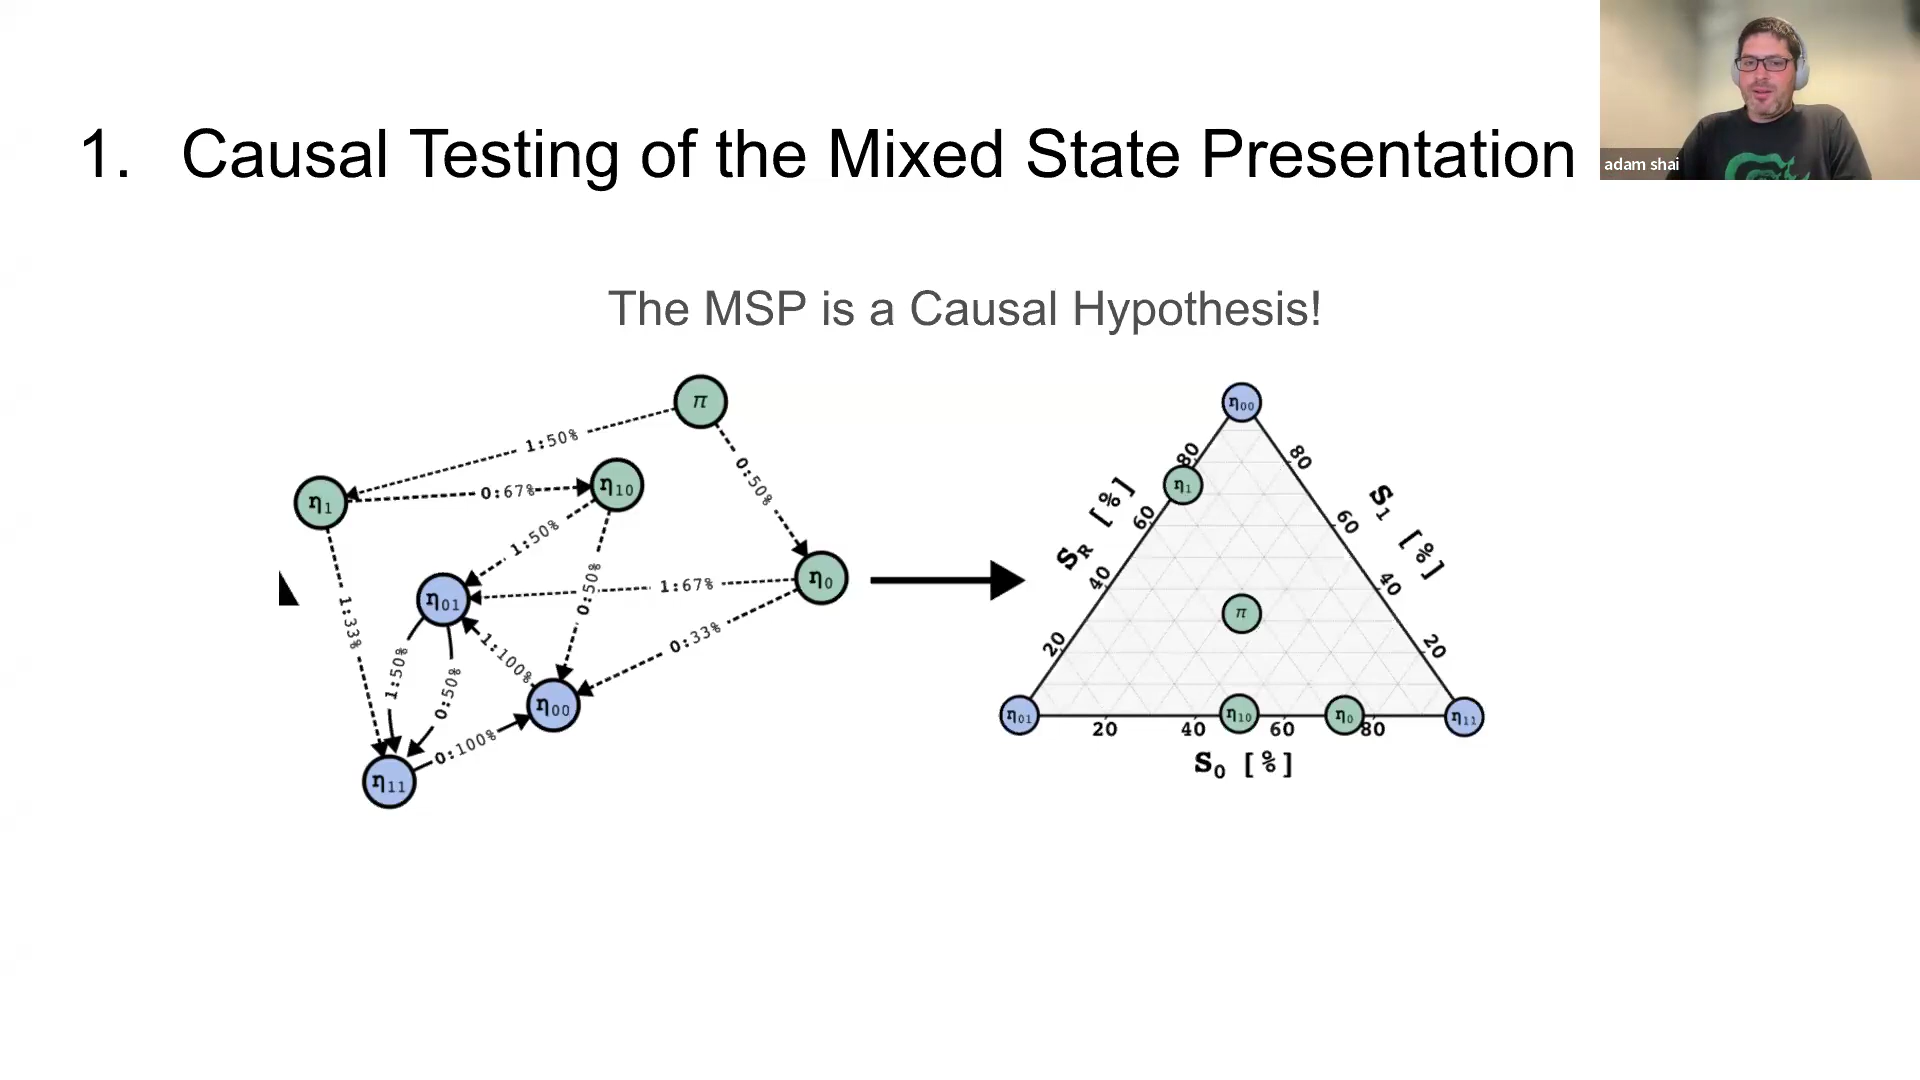 adam shai
1. Causal Testing of the Mixed State Presentation
The MSP is a Causal Hypothesis!
π
1:50%
0:50%
η1
0:67%
η10
1:50%
0:50%
η0
1:67%
0:33%
η01
1:33%
1:50%
0:50%
1:100%
η00
0:100%
η11
η00
80
80
η1
SR [%]
S1 [%]
60
60
40
40
π
20
20
η01
η10
η0
η11
20
40
60
80
S0 [%]